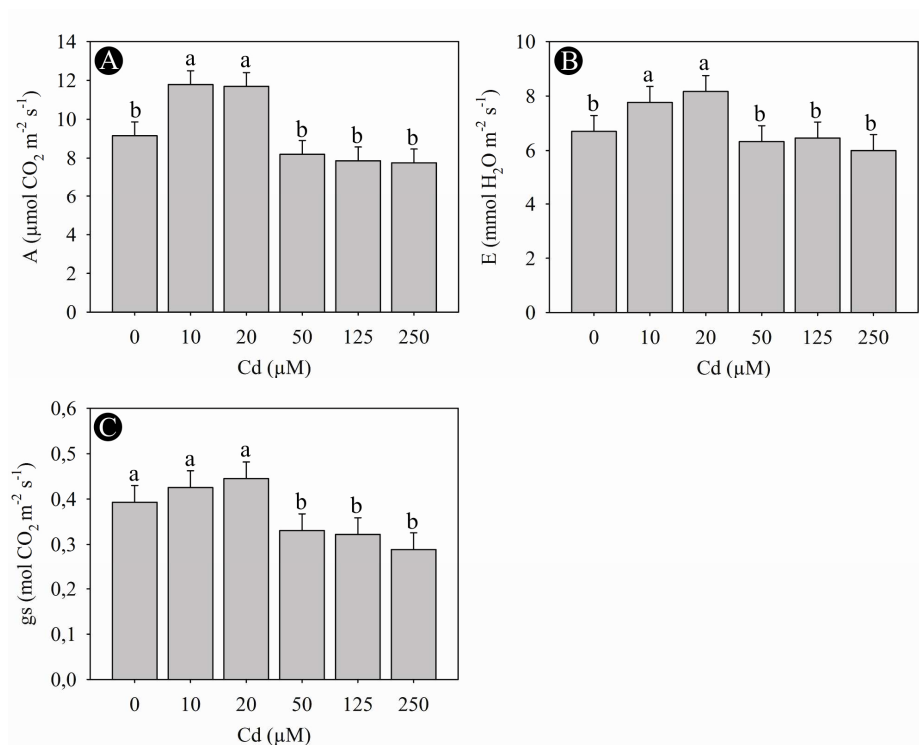 A
A (μmol CO₂ m⁻² s⁻¹)
14
12
10
8
6
4
2
0
b
a
a
b
b
b
0 10 20 50 125 250
Cd (μM)
B
E (mmol H₂O m⁻² s⁻¹)
10
8
6
4
2
0
b
a
a
b
b
b
0 10 20 50 125 250
Cd (μM)
C
gs (mol CO₂ m⁻² s⁻¹)
0,6
0,5
0,4
0,3
0,2
0,1
0,0
a
a
a
b
b
b
0 10 20 50 125 250
Cd (μM)